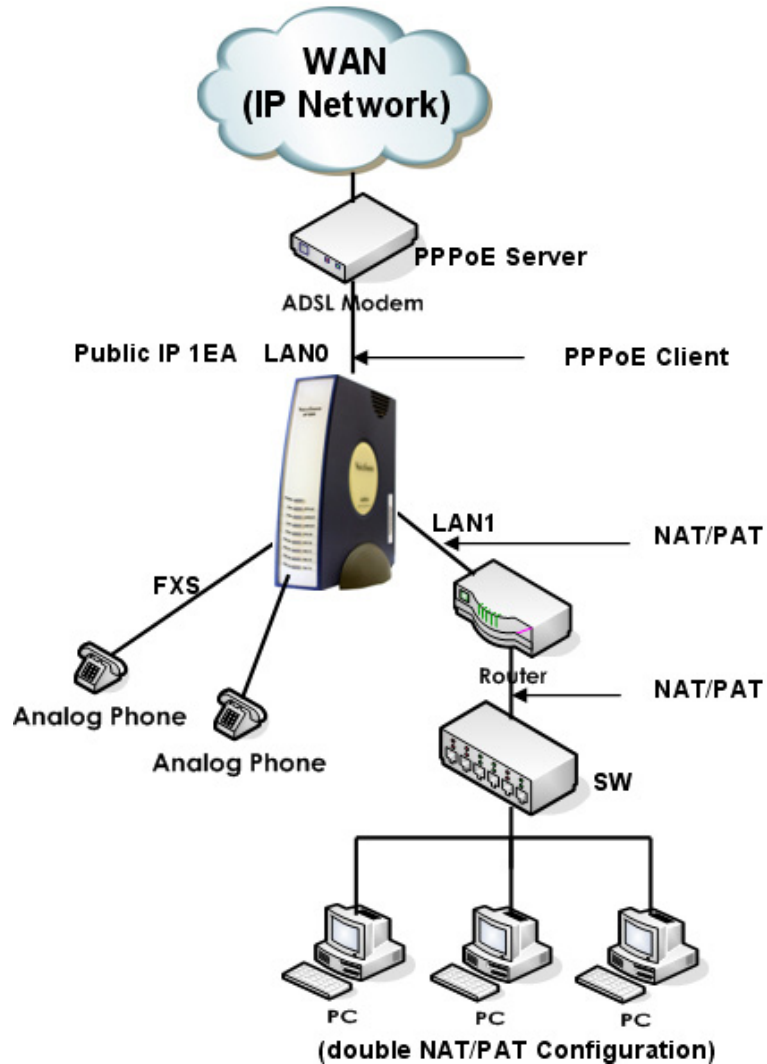 WAN
(IP Network)
PPPoE Server
ADSL Modem
Public IP 1EA LAN0
PPPoE Client
LAN1
NAT/PAT
FXS
Router
NAT/PAT
Analog Phone
Analog Phone
SW
PC
PC
PC
(double NAT/PAT Configuration)